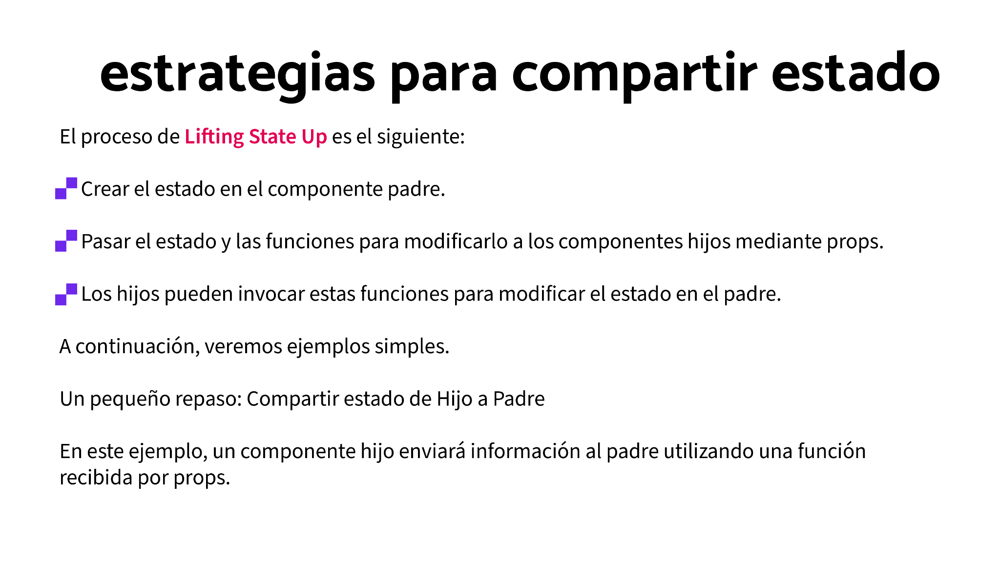 estrategias para compartir estado
El proceso de Lifting State Up es el siguiente:
Crear el estado en el componente padre.
Pasar el estado y las funciones para modificarlo a los componentes hijos mediante props.
Los hijos pueden invocar estas funciones para modificar el estado en el padre.
A continuación, veremos ejemplos simples.
Un pequeño repaso: Compartir estado de Hijo a Padre
En este ejemplo, un componente hijo enviará información al padre utilizando una función
recibida por props.